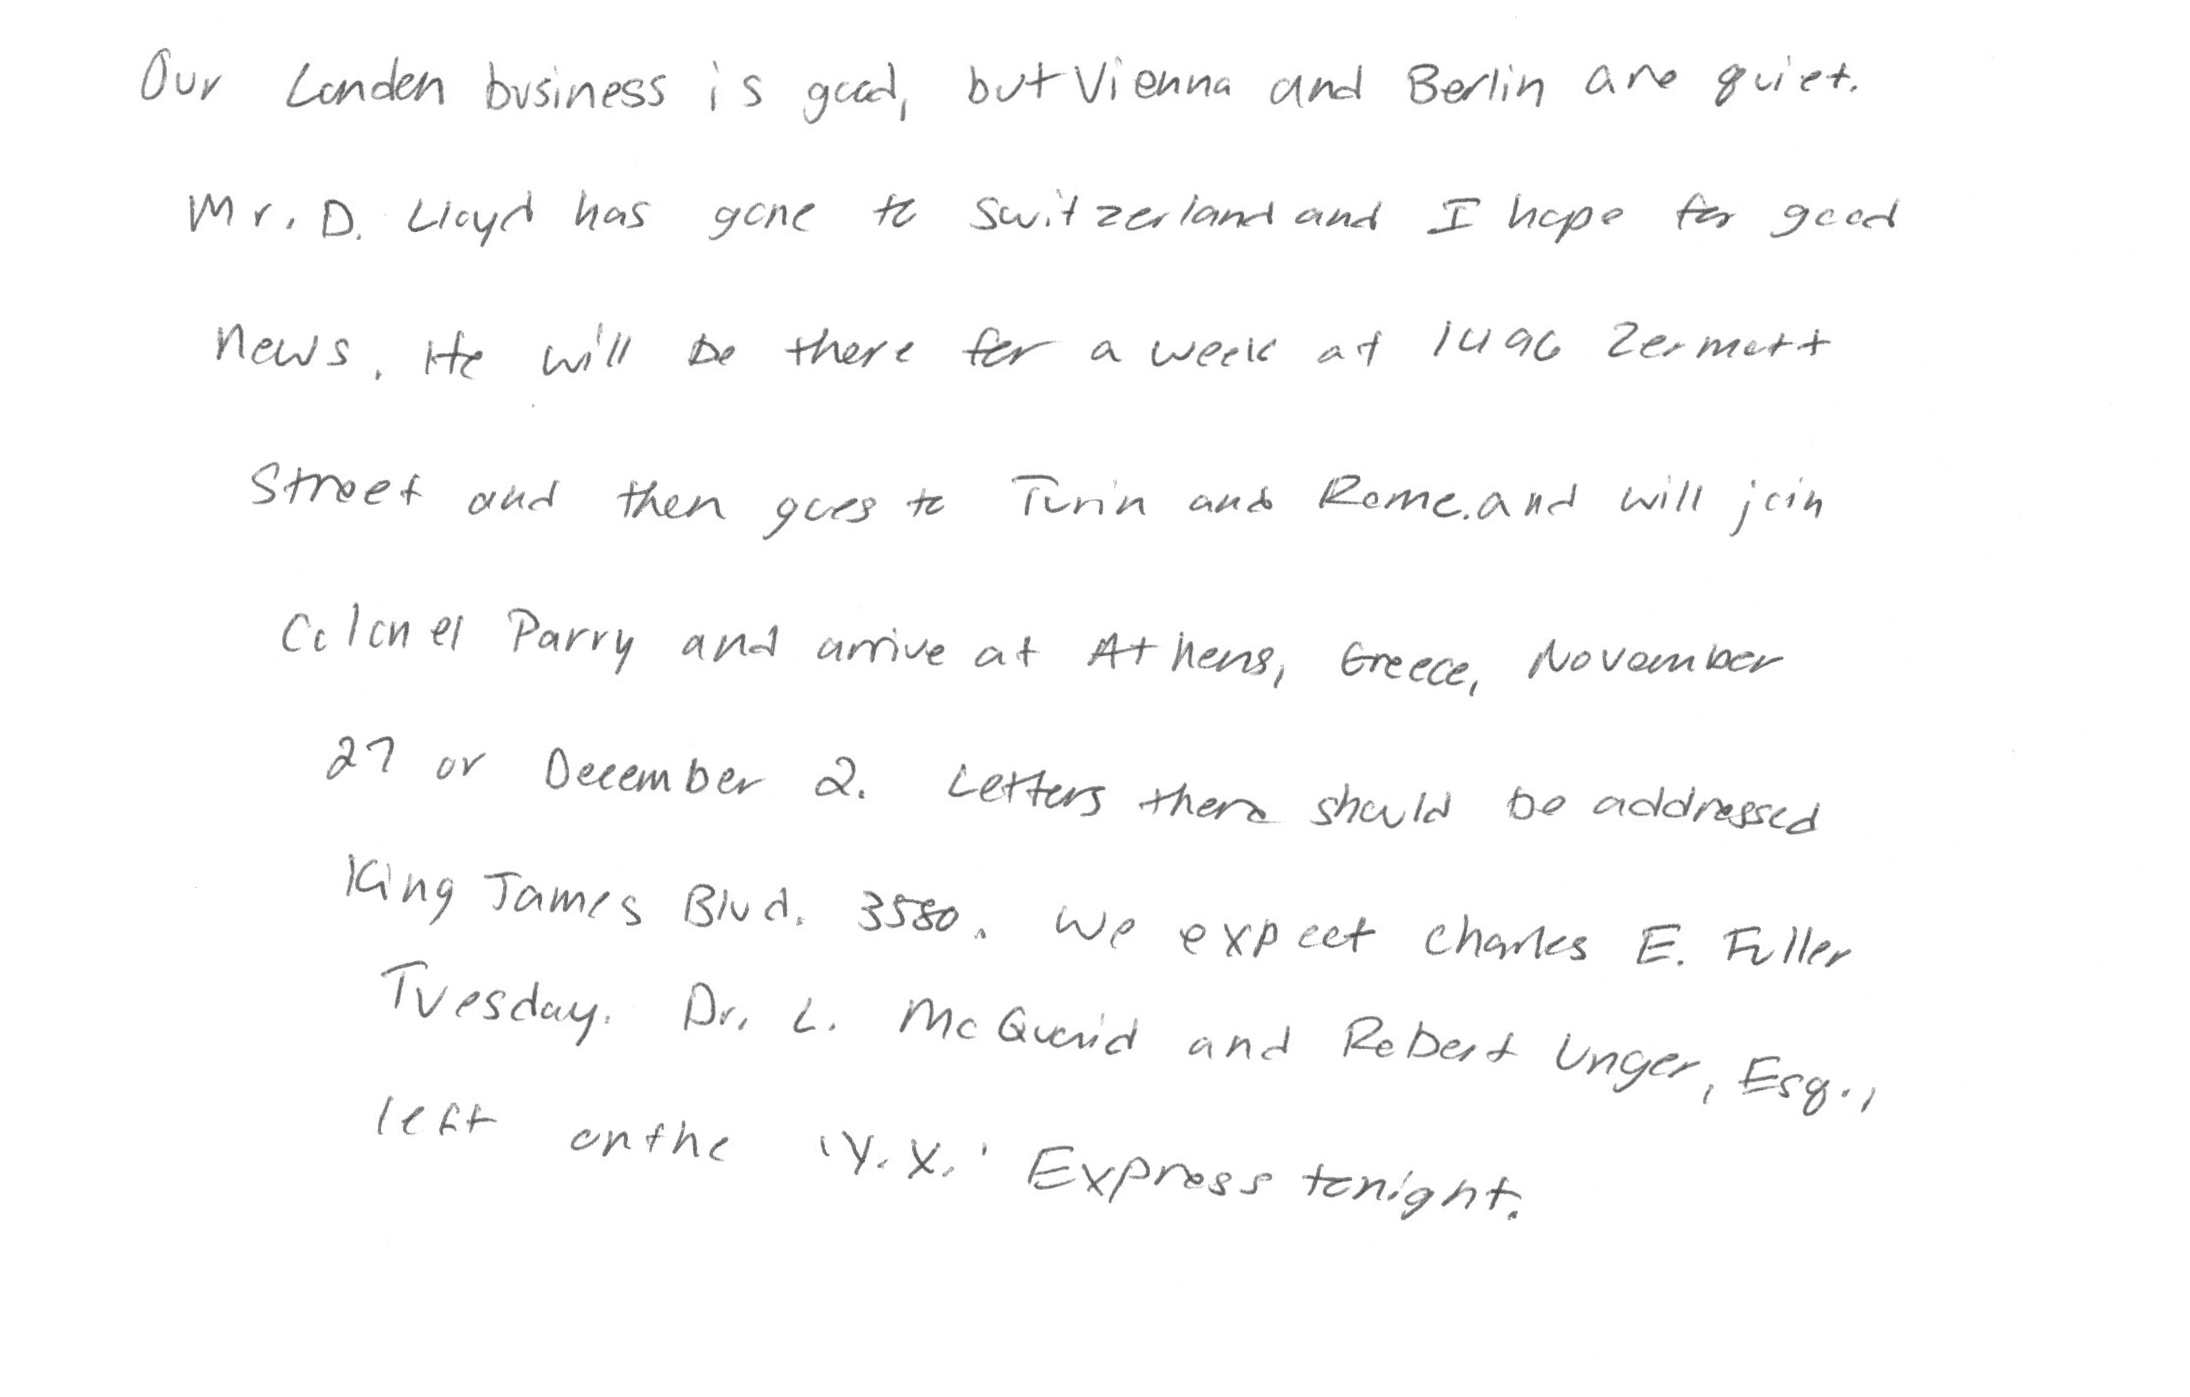 Our London business is good, but Vienna and Berlin are quiet.
Mr. D. Lloyd has gone to Switzerland and I hope for good
news. He will be there for a week at 1496 Zermott
Street and then goes to Turin and Rome. and will join
Colonel Parry and arrive at Athens, Greece, November
27 or December 2. Letters there should be addressed
King James Blvd. 3580. We expect Charles E. Fuller
Tuesday. Dr. L. McQuaid and Robert Unger, Esq.,
left on the 'Y.X.' Express tonight.